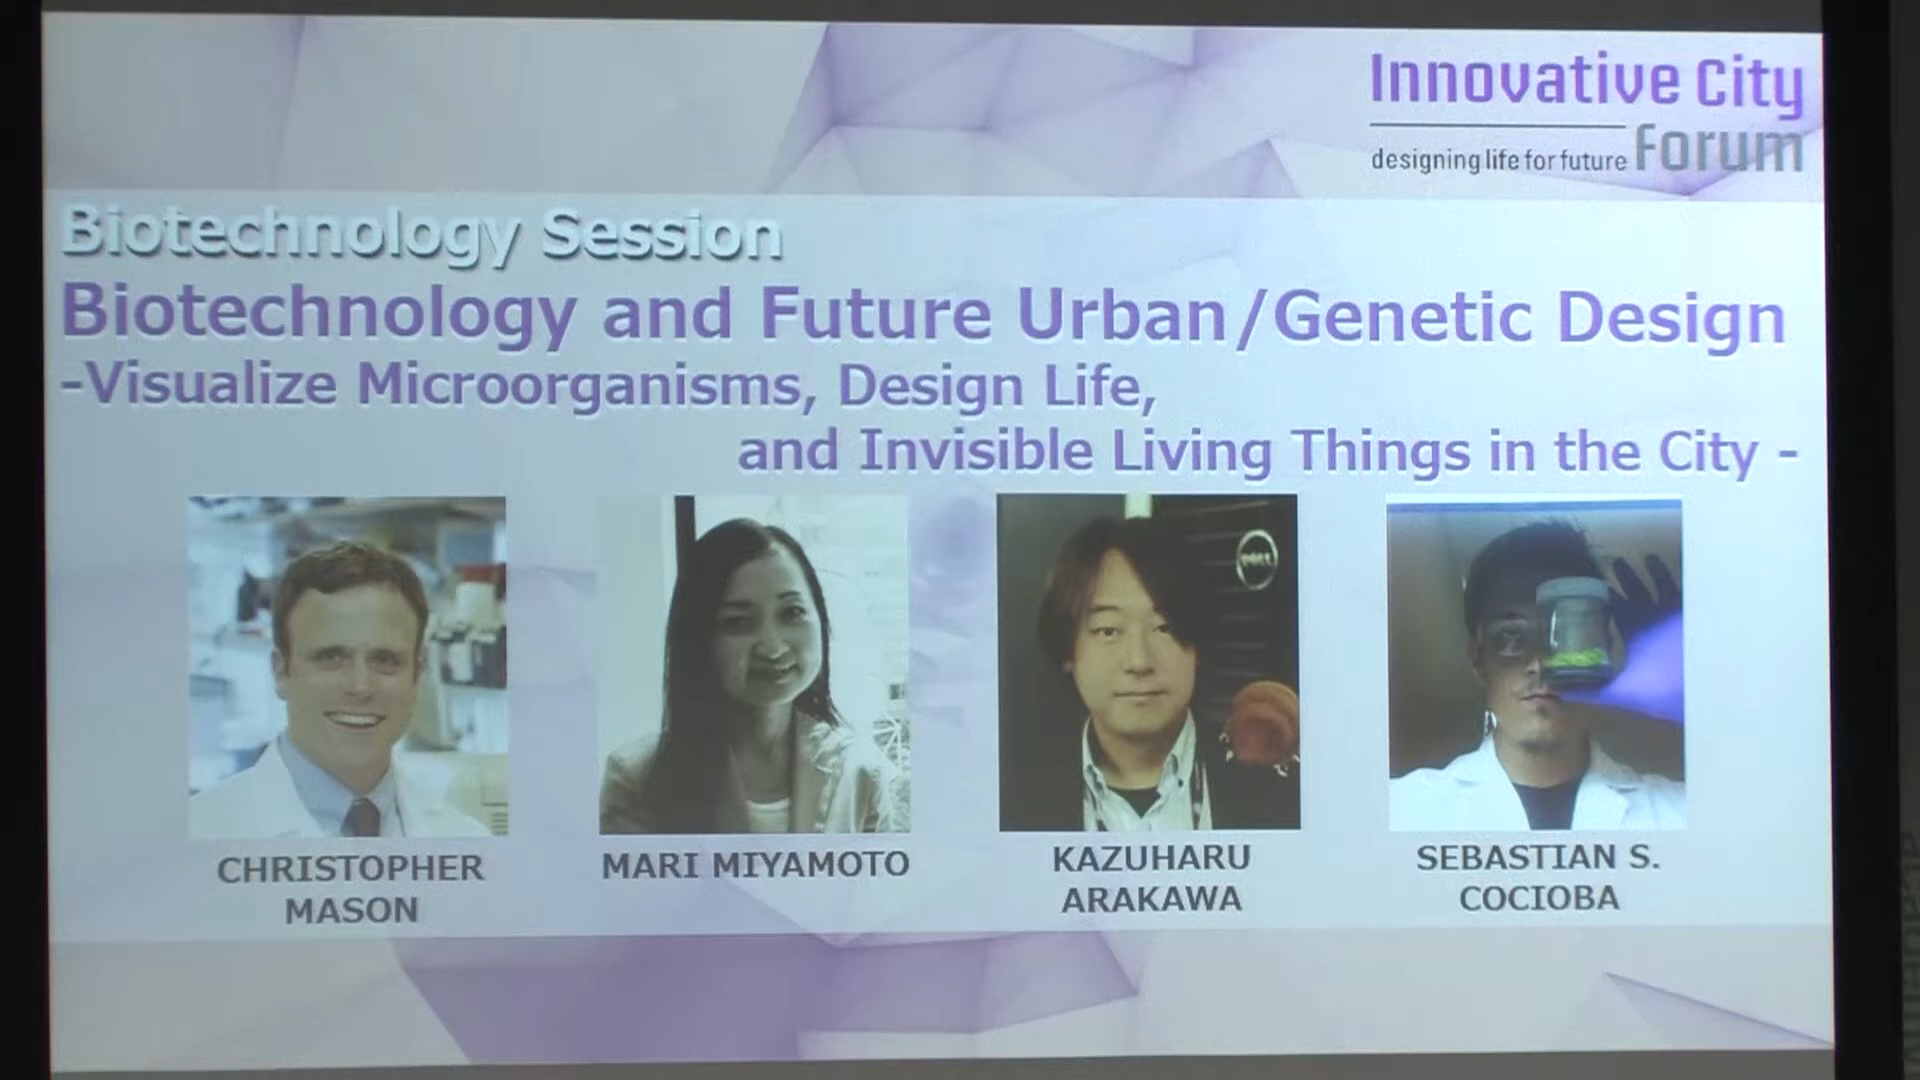 Innovative City
designing life for future Forum
Biotechnology Session
Biotechnology and Future Urban/Genetic Design
-Visualize Microorganisms, Design Life,
and Invisible Living Things in the City -
DELL
CHRISTOPHER
MASON
MARI MIYAMOTO
KAZUHARU
ARAKAWA
SEBASTIAN S.
COCIOBA